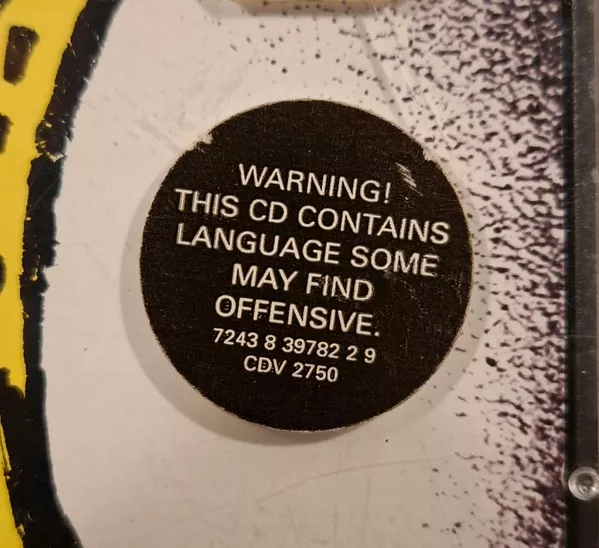 WARNING!
THIS CD CONTAINS
LANGUAGE SOME
MAY FIND
OFFENSIVE.
7243 8 39782 2 9
CDV 2750